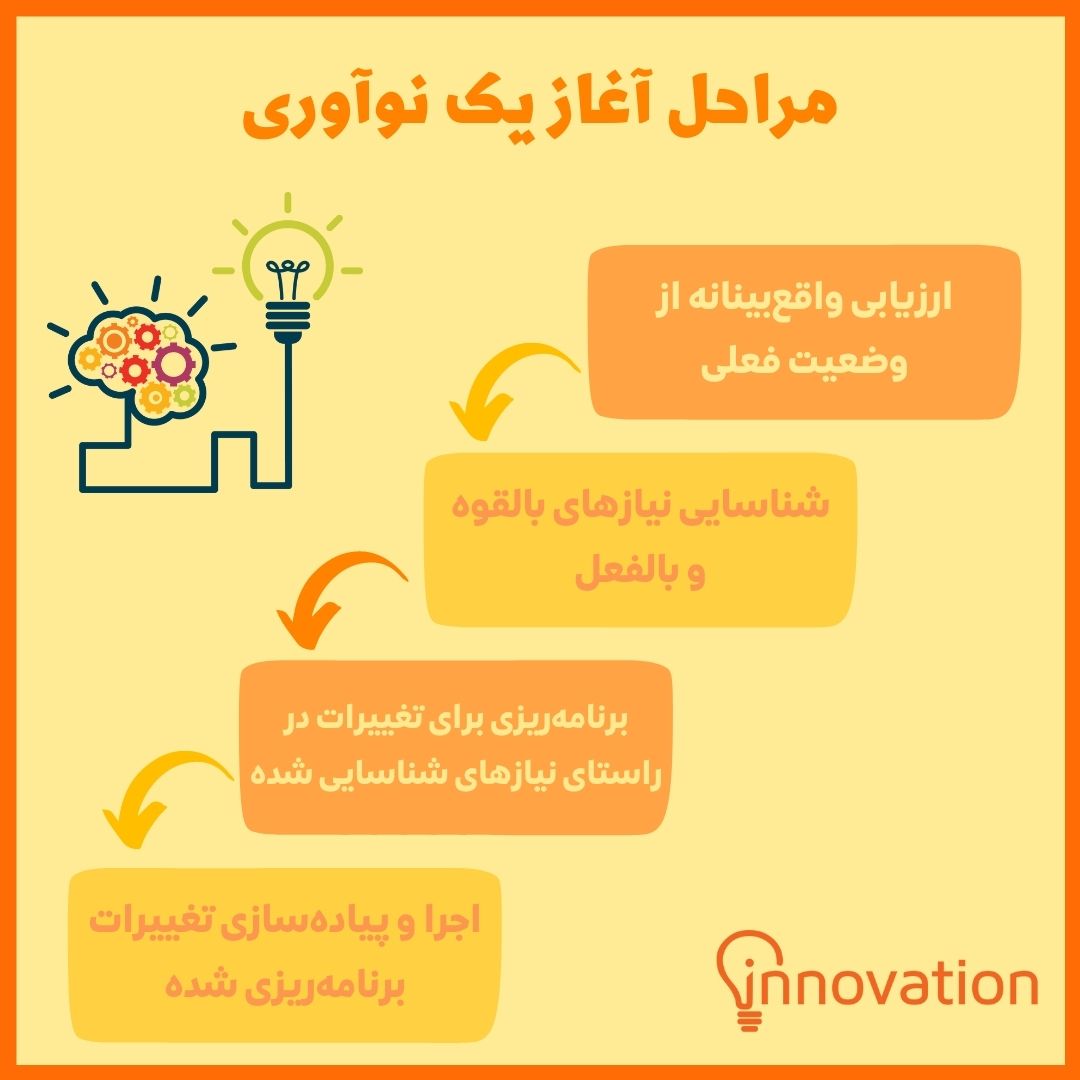 مراحل آغاز یک نوآوری
ارزیابی واقع‌بینانه از
وضعیت فعلی
شناسایی نیازهای بالقوه
و بالفعل
برنامه‌ریزی برای تغییرات در
راستای نیازهای شناسایی شده
اجرا و پیاده‌سازی تغییرات
برنامه‌ریزی شده
innovation